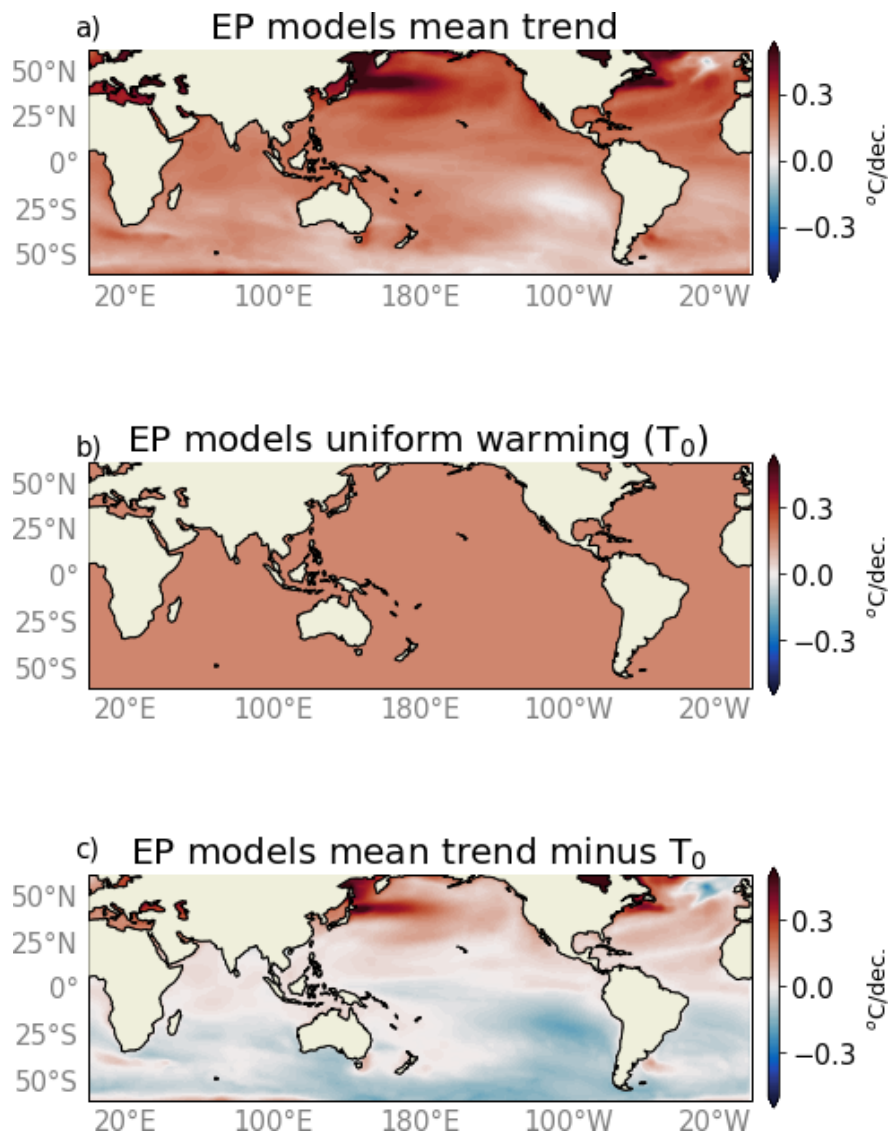 a) EP models mean trend
50°N
25°N
0°
25°S
50°S
20°E 100°E 180°E 100°W 20°W
0.3
0.0
−0.3
°C/dec.
b) EP models uniform warming (T₀)
50°N
25°N
0°
25°S
50°S
20°E 100°E 180°E 100°W 20°W
0.3
0.0
−0.3
°C/dec.
c) EP models mean trend minus T₀
50°N
25°N
0°
25°S
50°S
20°E 100°E 180°E 100°W 20°W
0.3
0.0
−0.3
°C/dec.